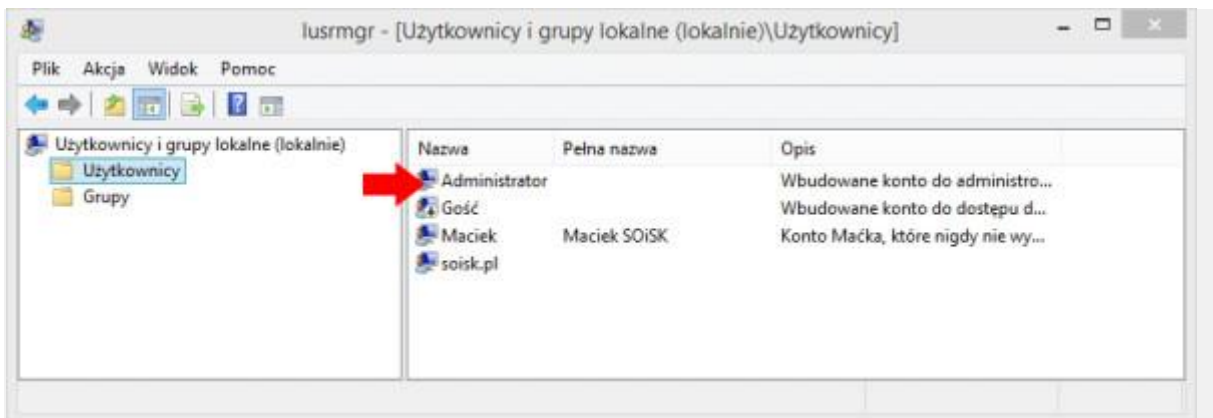 lusrmgr - [Użytkownicy i grupy lokalne (lokalnie)\Użytkownicy]
Plik Akcja Widok Pomoc
Użytkownicy i grupy lokalne (lokalnie)
Użytkownicy
Grupy
Nazwa Pełna nazwa Opis
Administrator Wbudowane konto do administro...
Gość Wbudowane konto do dostępu d...
Maciek Maciek SOiSK Konto Maćka, które nigdy nie wy...
soisk.pl